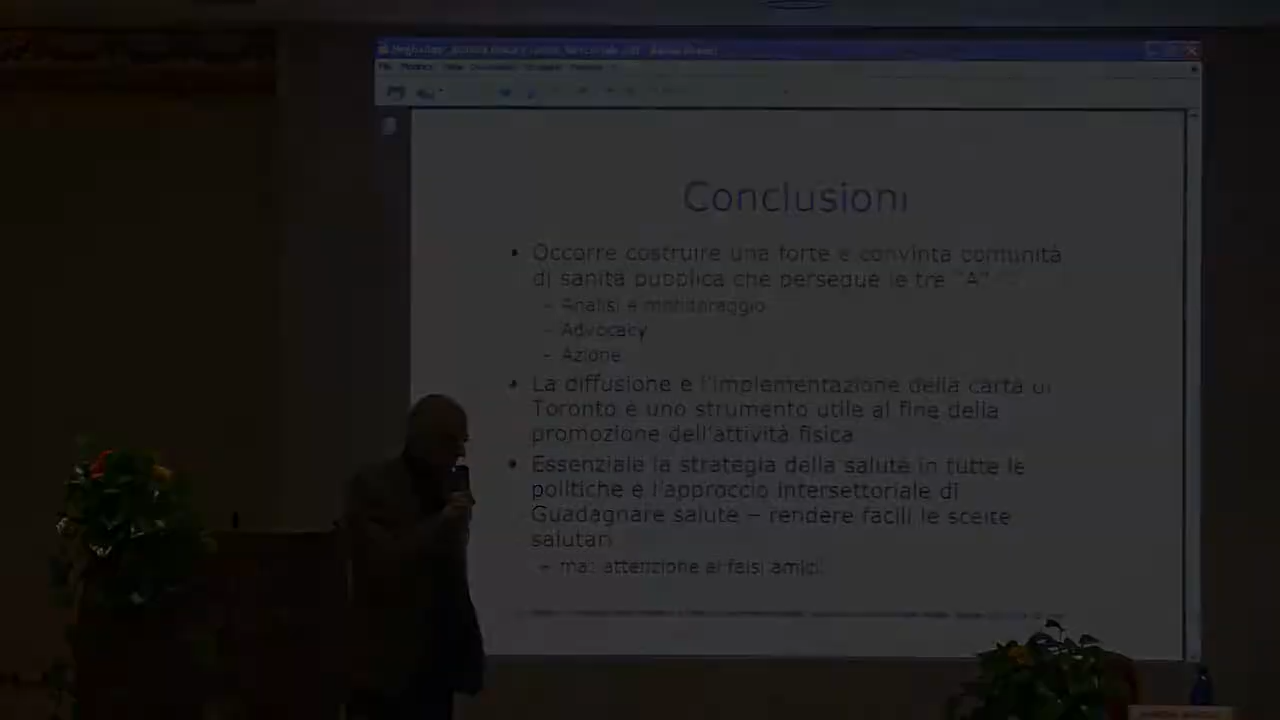 Conclusioni
• Occorre costruire una forte e convinta comunità
di sanità pubblica che persegue le tre "A"
– Analisi e monitoraggio
– Advocacy
– Azione
• La diffusione e l'implementazione della carta di
Toronto è uno strumento utile al fine della
promozione dell'attività fisica
• Essenziale la strategia della salute in tutte le
politiche e l'approccio intersettoriale di
Guadagnare salute – rendere facili le scelte
salutari
– ma: attenzione ai falsi amici